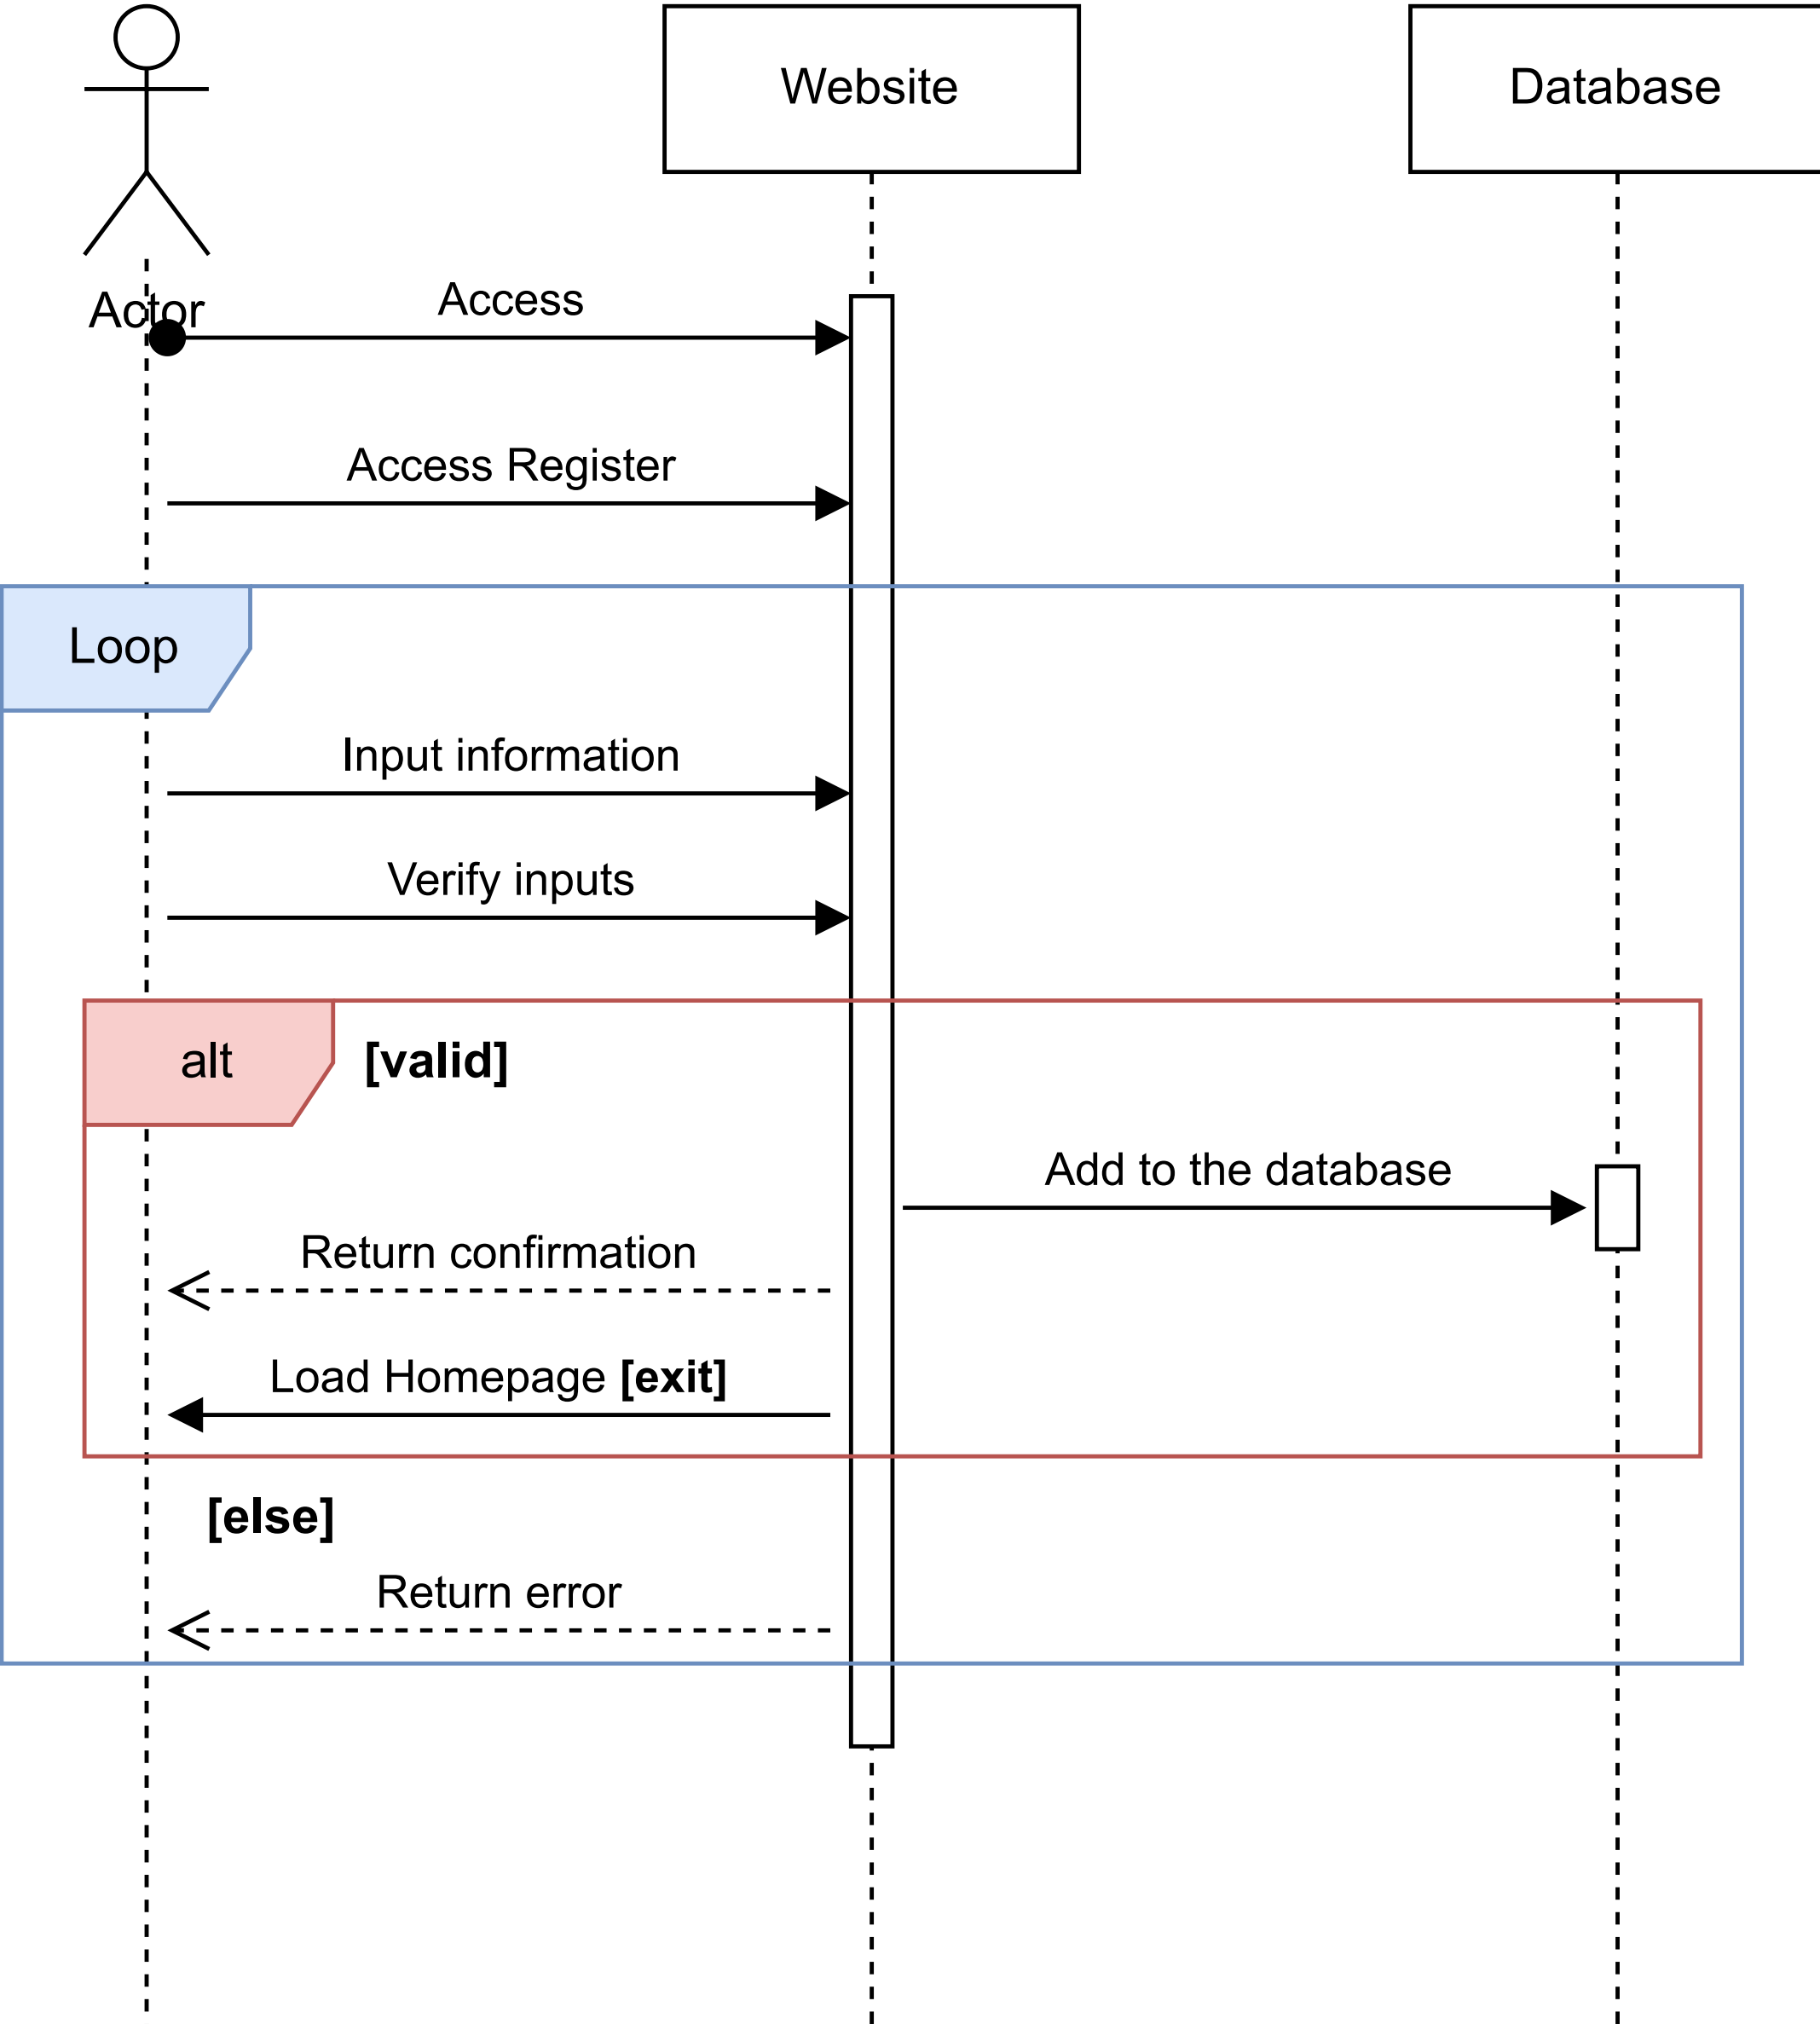 Website
Database
Actor
Access
Access Register
Loop
Input information
Verify inputs
alt
[valid]
Add to the database
Return confirmation
Load Homepage [exit]
[else]
Return error